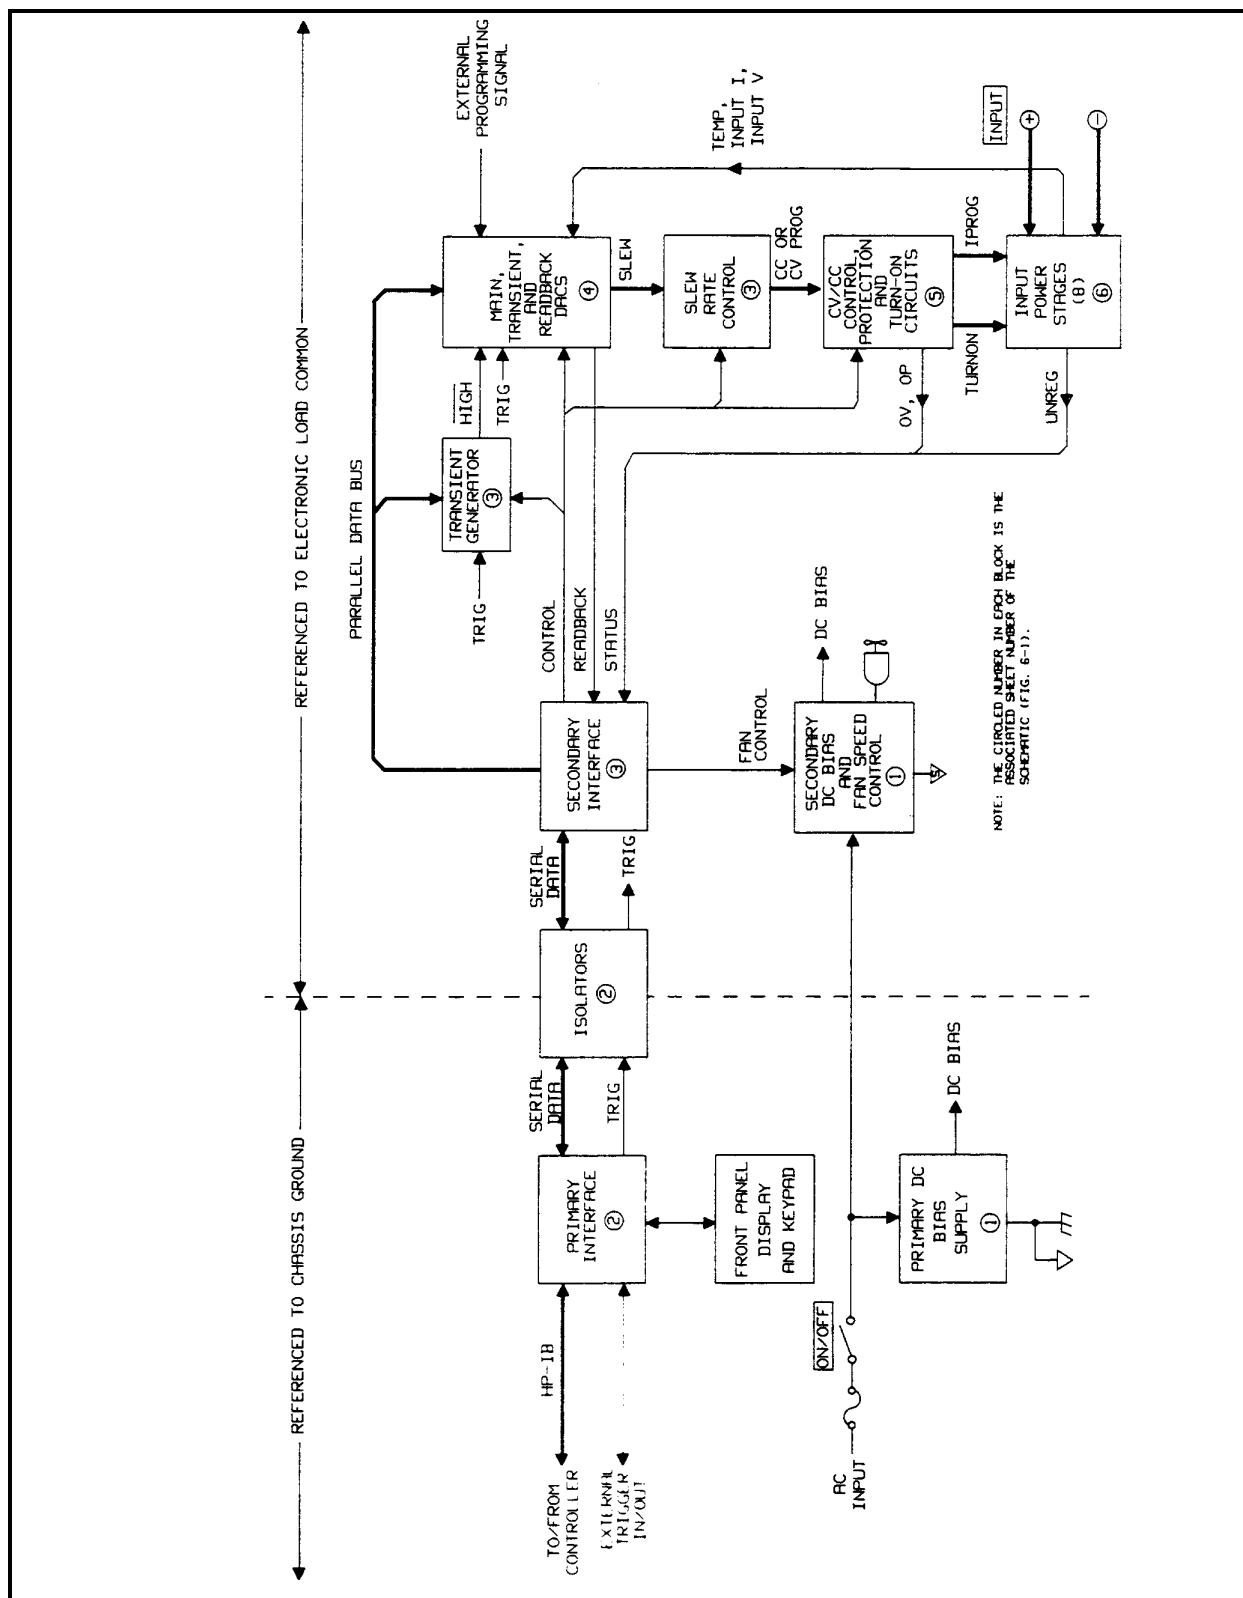 REFERENCED TO CHASSIS GROUND
REFERENCED TO ELECTRONIC LOAD COMMON
PARALLEL DATA BUS
EXTERNAL
PROGRAMMING
SIGNAL
TRIG
TRANSIENT
GENERATOR
3
HIGH
TRIG
MAIN,
TRANSIENT,
AND
READBACK
DACS
4
TO/FROM
CONTROLLER
HP-IB
EXTERNAL
TRIGGER
IN/OUT
PRIMARY
INTERFACE
2
SERIAL
DATA
TRIG
ISOLATORS
2
SERIAL
DATA
TRIG
SECONDARY
INTERFACE
3
CONTROL
READBACK
STATUS
SLEW
TEMP,
INPUT I,
INPUT V
SLEW
RATE
CONTROL
3
CC OR
CV PROG
FRONT PANEL
DISPLAY
AND KEYPAD
FAN
CONTROL
SECONDARY
DC BIAS
AND
FAN SPEED
CONTROL
1
S
DC BIAS
CV/CC
CONTROL,
PROTECTION
AND
TURN-ON
CIRCUITS
5
OV, OP
TURNON
IPROG
AC
INPUT
ON/OFF
PRIMARY DC
BIAS
SUPPLY
1
DC BIAS
UNREG
INPUT
POWER
STAGES
(8)
6
INPUT
+
-
NOTE: THE CIRCLED NUMBER IN EACH BLOCK IS THE
ASSOCIATED SHEET NUMBER OF THE
SCHEMATIC (FIG. 6-1).